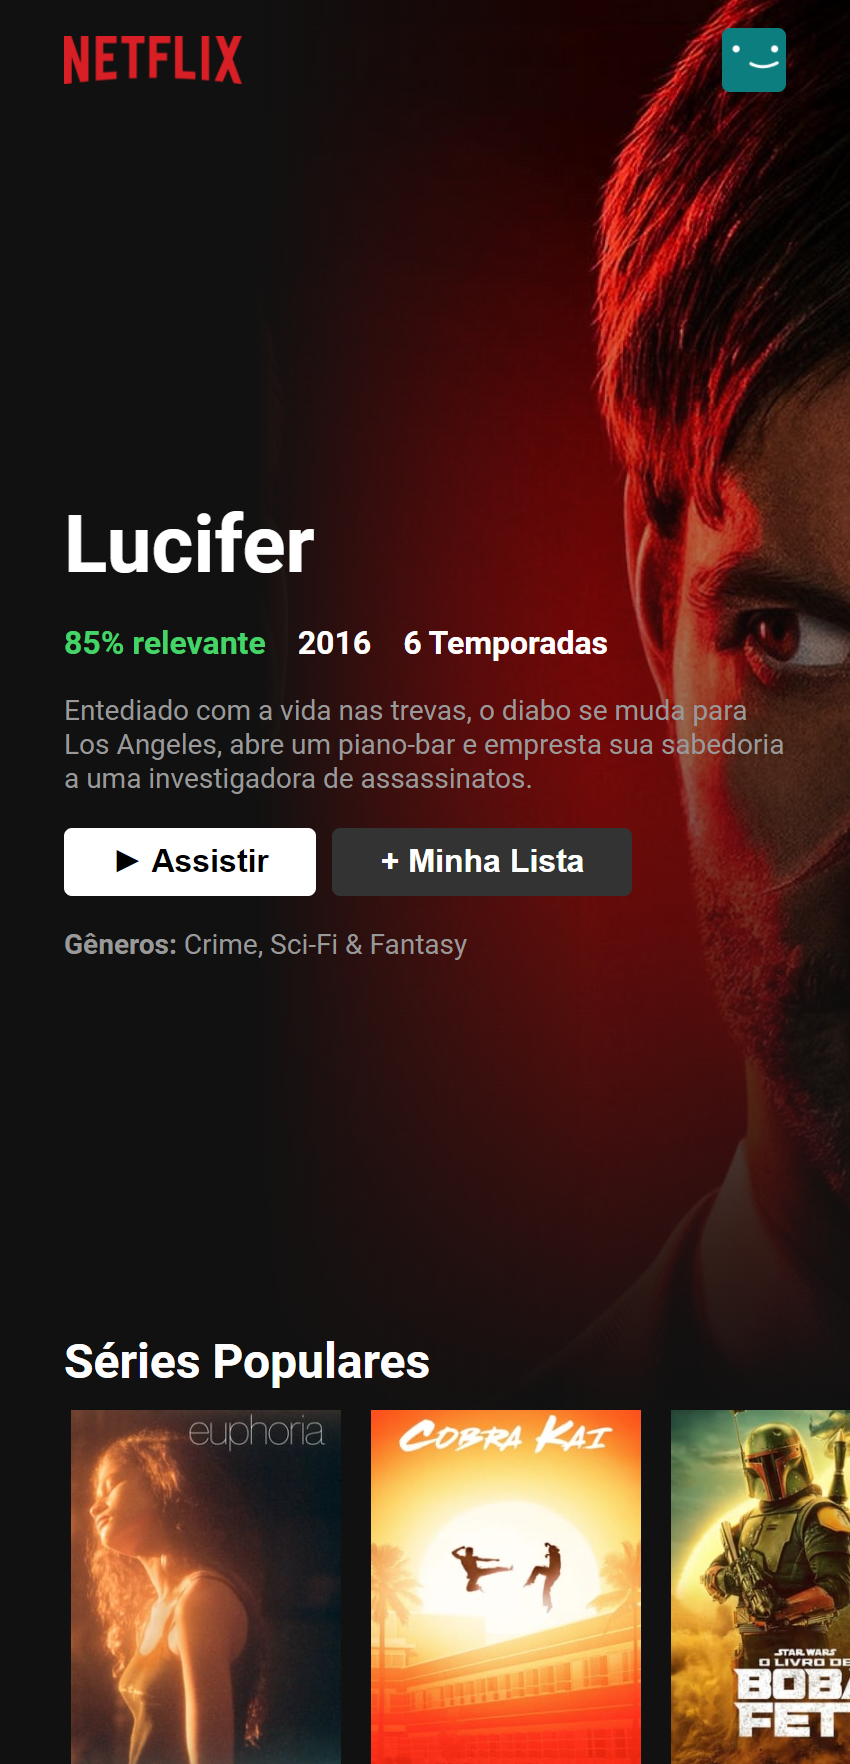 NETFLIX
Lucifer
85% relevante 2016 6 Temporadas
Entediado com a vida nas trevas, o diabo se muda para
Los Angeles, abre um piano-bar e empresta sua sabedoria
a uma investigadora de assassinatos.
▶ Assistir + Minha Lista
Gêneros: Crime, Sci-Fi & Fantasy
Séries Populares
euphoria
COBRA KAI
STAR WARS
O LIVRO DE
BOBA
FET